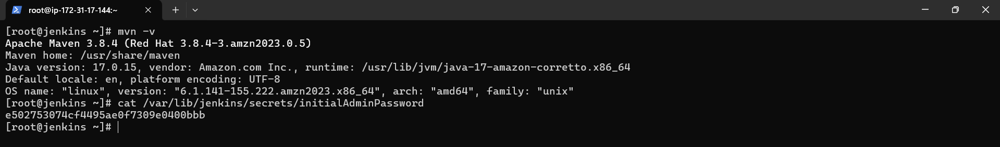 root@ip-172-31-17-144:~
[root@jenkins ~]# mvn -v
Apache Maven 3.8.4 (Red Hat 3.8.4-3.amzn2023.0.5)
Maven home: /usr/share/maven
Java version: 17.0.15, vendor: Amazon.com Inc., runtime: /usr/lib/jvm/java-17-amazon-corretto.x86_64
Default locale: en, platform encoding: UTF-8
OS name: "linux", version: "6.1.141-155.222.amzn2023.x86_64", arch: "amd64", family: "unix"
[root@jenkins ~]# cat /var/lib/jenkins/secrets/initialAdminPassword
e502753074cf4495ae0f7309e0400bbb
[root@jenkins ~]#